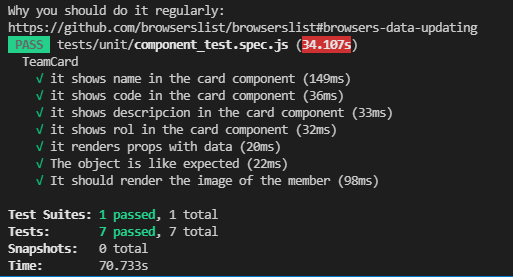 Why you should do it regularly:
https://github.com/browserslist/browserslist#browsers-data-updating
PASS tests/unit/component_test.spec.js (34.107s)
TeamCard
√ it shows name in the card component (149ms)
√ it shows code in the card component (36ms)
√ it shows descripcion in the card component (33ms)
√ it shows rol in the card component (32ms)
√ it renders props with data (20ms)
√ The object is like expected (22ms)
√ It should render the image of the member (98ms)
Test Suites: 1 passed, 1 total
Tests: 7 passed, 7 total
Snapshots: 0 total
Time: 70.733s